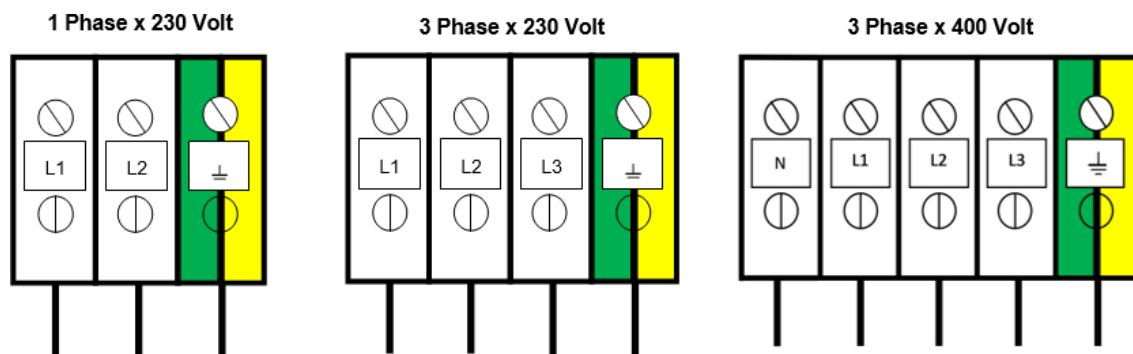 1 Phase x 230 Volt
3 Phase x 230 Volt
3 Phase x 400 Volt
L1
L2
L1
L2
L3
N
L1
L2
L3